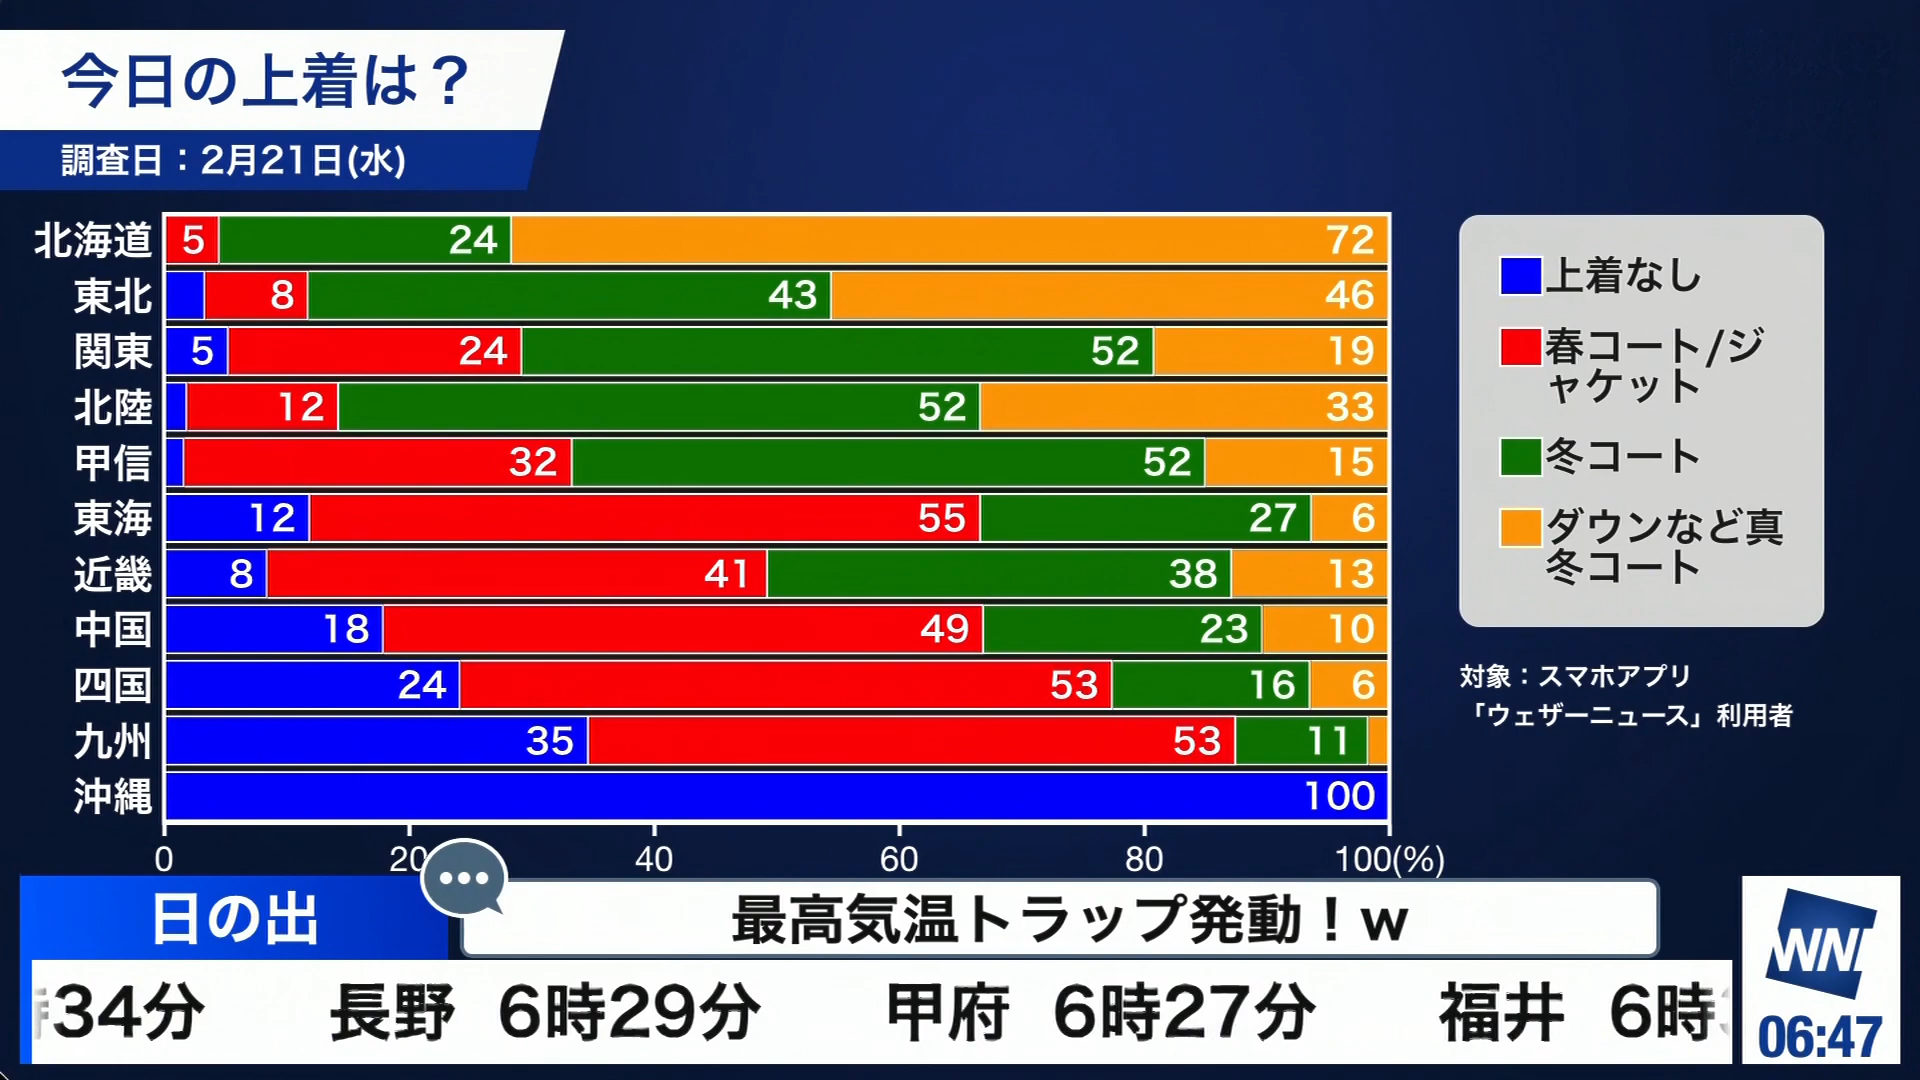 今日の上着は？
調査日：2月21日(水)
北海道 5 24 72
東北 8 43 46
関東 5 24 52 19
北陸 12 52 33
甲信 32 52 15
東海 12 55 27 6
近畿 8 41 38 13
中国 18 49 23 10
四国 24 53 16 6
九州 35 53 11
沖縄 100
0 20 40 60 80 100(%)
上着なし
春コート/ジ
ャケット
冬コート
ダウンなど真
冬コート
対象：スマホアプリ
「ウェザーニュース」利用者
日の出
最高気温トラップ発動！w
34分 長野 6時29分 甲府 6時27分 福井 6時
WN
06:47